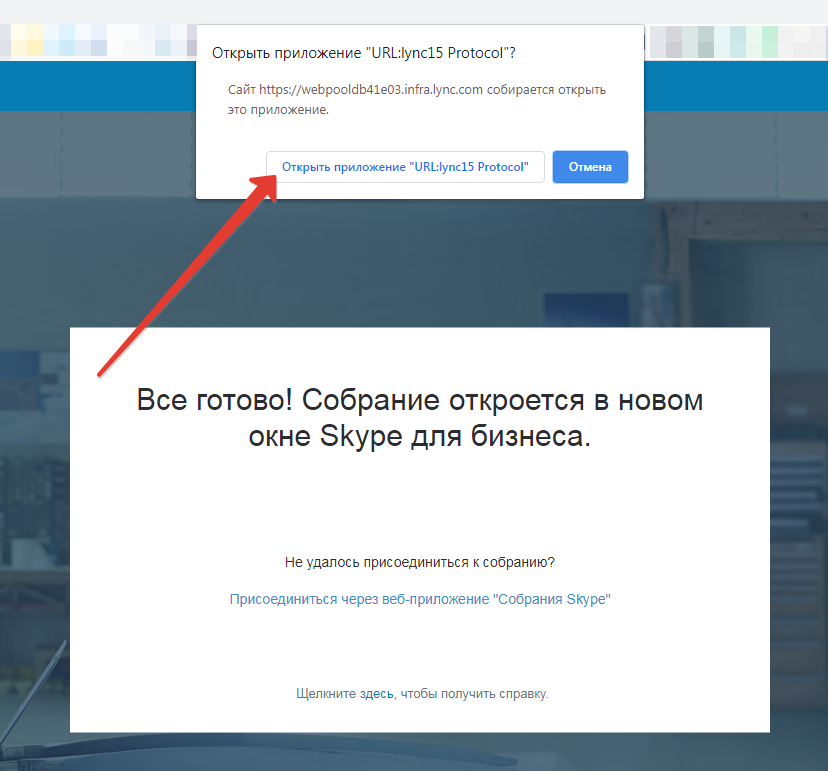 Открыть приложение "URL:lync15 Protocol"?
Сайт https://webpooldb41e03.infra.lync.com собирается открыть
это приложение.
Открыть приложение "URL:lync15 Protocol"
Отмена
Все готово! Собрание откроется в новом
окне Skype для бизнеса.
Не удалось присоединиться к собранию?
Присоединиться через веб-приложение "Собрания Skype"
Щелкните здесь, чтобы получить справку.